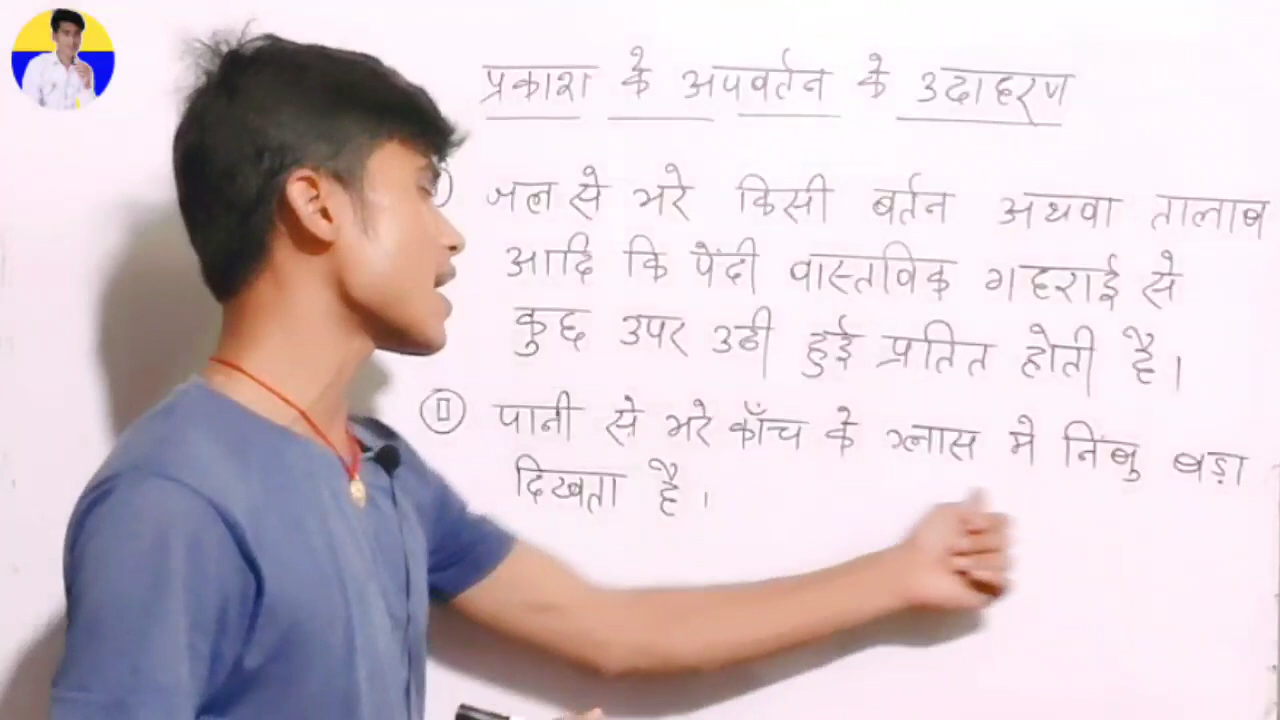 प्रकाश के अपवर्तन के उदाहरण
जल से भरे किसी बर्तन अथवा तालाब
आदि कि पेंदी वास्तविक गहराई से
कुछ उपर उठी हुई प्रतित होती है।
II पानी से भरे काँच के ग्लास मे निंबु बड़ा
दिखता है।